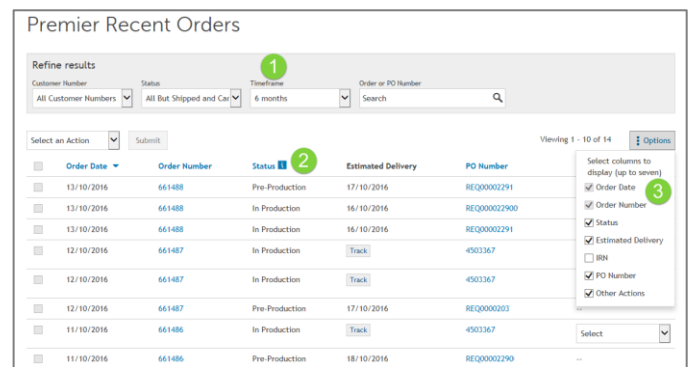 Premier Recent Orders
Refine results
1
Customer Number Status Timeframe Order or PO Number
All Customer Numbers All But Shipped and Can 6 months Search
Select an Action Submit Viewing 1 - 10 of 14 Options
Order Date Order Number Status i 2 Estimated Delivery PO Number
Select columns to
display (up to seven)
Order Date
3
Order Number
Status
Estimated Delivery
IRN
PO Number
Other Actions
13/10/2016 661488 Pre-Production 17/10/2016 REQ00002291
13/10/2016 661488 In Production 16/10/2016 REQ000022900
13/10/2016 661488 In Production 16/10/2016 REQ00002291
12/10/2016 661487 In Production Track 4503367
12/10/2016 661487 In Production Track 4503367
12/10/2016 661487 Pre-Production 17/10/2016 REQ0000203 --
11/10/2016 661486 In Production Track 4503367 Select
11/10/2016 661486 Pre-Production 18/10/2016 REQ00002290 --